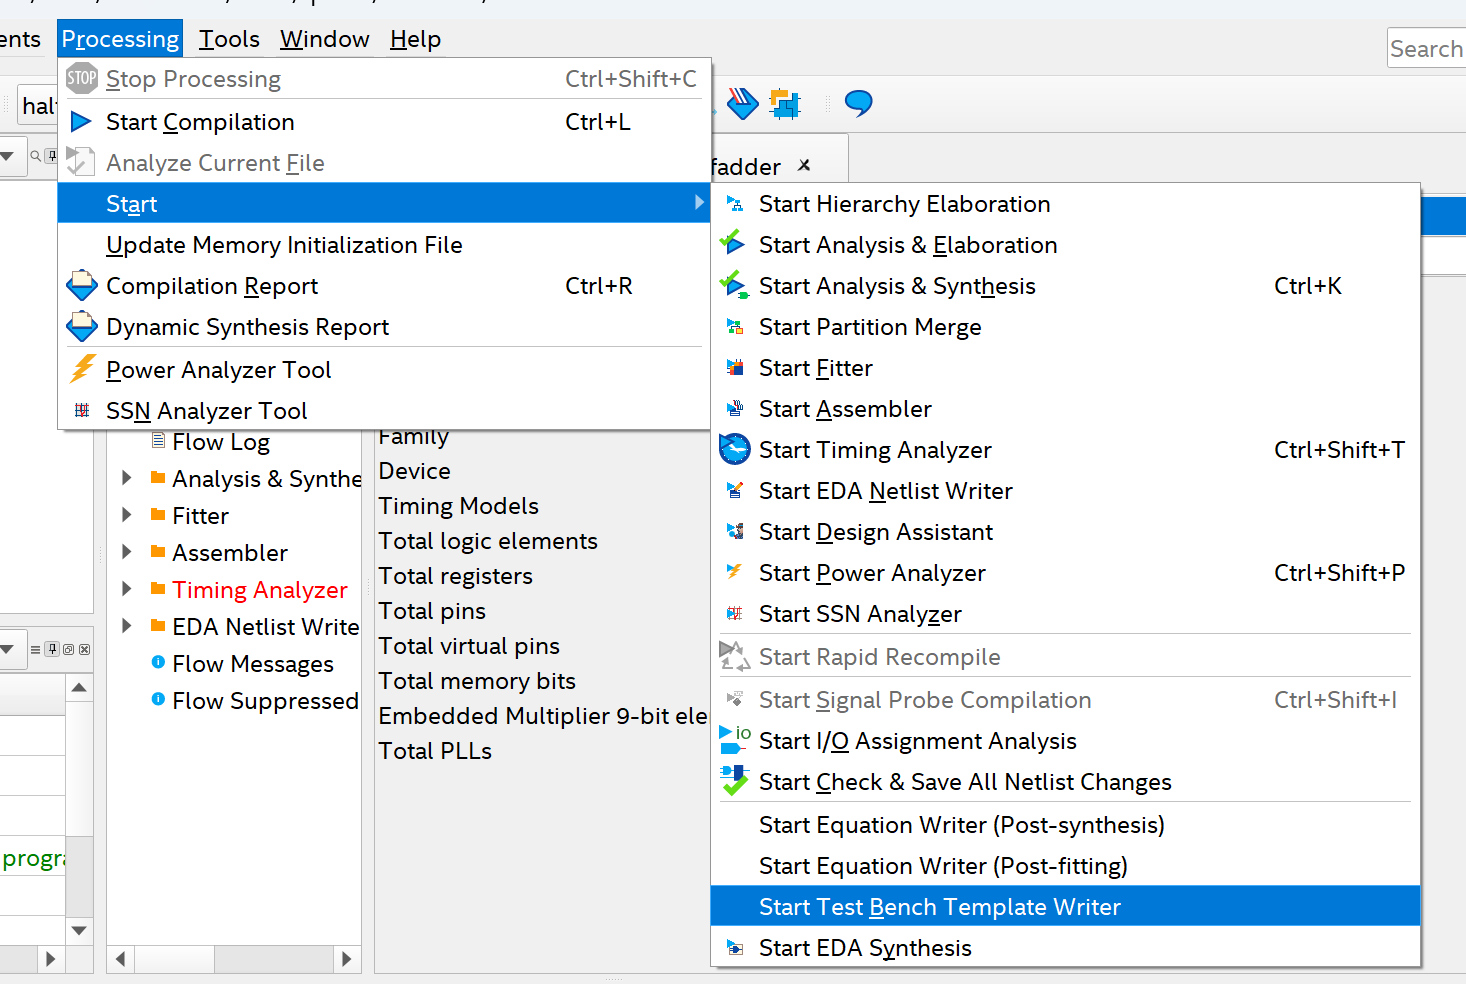 ents Processing Tools Window Help
Search
STOP Stop Processing Ctrl+Shift+C
Start Compilation Ctrl+L
Analyze Current File
Start
Update Memory Initialization File
Compilation Report Ctrl+R
Dynamic Synthesis Report
Power Analyzer Tool
SSN Analyzer Tool
hal
fadder
Start Hierarchy Elaboration
Start Analysis & Elaboration
Start Analysis & Synthesis Ctrl+K
Start Partition Merge
Start Fitter
Start Assembler
Start Timing Analyzer Ctrl+Shift+T
Start EDA Netlist Writer
Start Design Assistant
Start Power Analyzer Ctrl+Shift+P
Start SSN Analyzer
Start Rapid Recompile
Start Signal Probe Compilation Ctrl+Shift+I
io Start I/O Assignment Analysis
Start Check & Save All Netlist Changes
Start Equation Writer (Post-synthesis)
Start Equation Writer (Post-fitting)
Start Test Bench Template Writer
Start EDA Synthesis
Flow Log
Analysis & Synthe
Fitter
Assembler
Timing Analyzer
EDA Netlist Write
Flow Messages
Flow Suppressed
Family
Device
Timing Models
Total logic elements
Total registers
Total pins
Total virtual pins
Total memory bits
Embedded Multiplier 9-bit ele
Total PLLs
progra